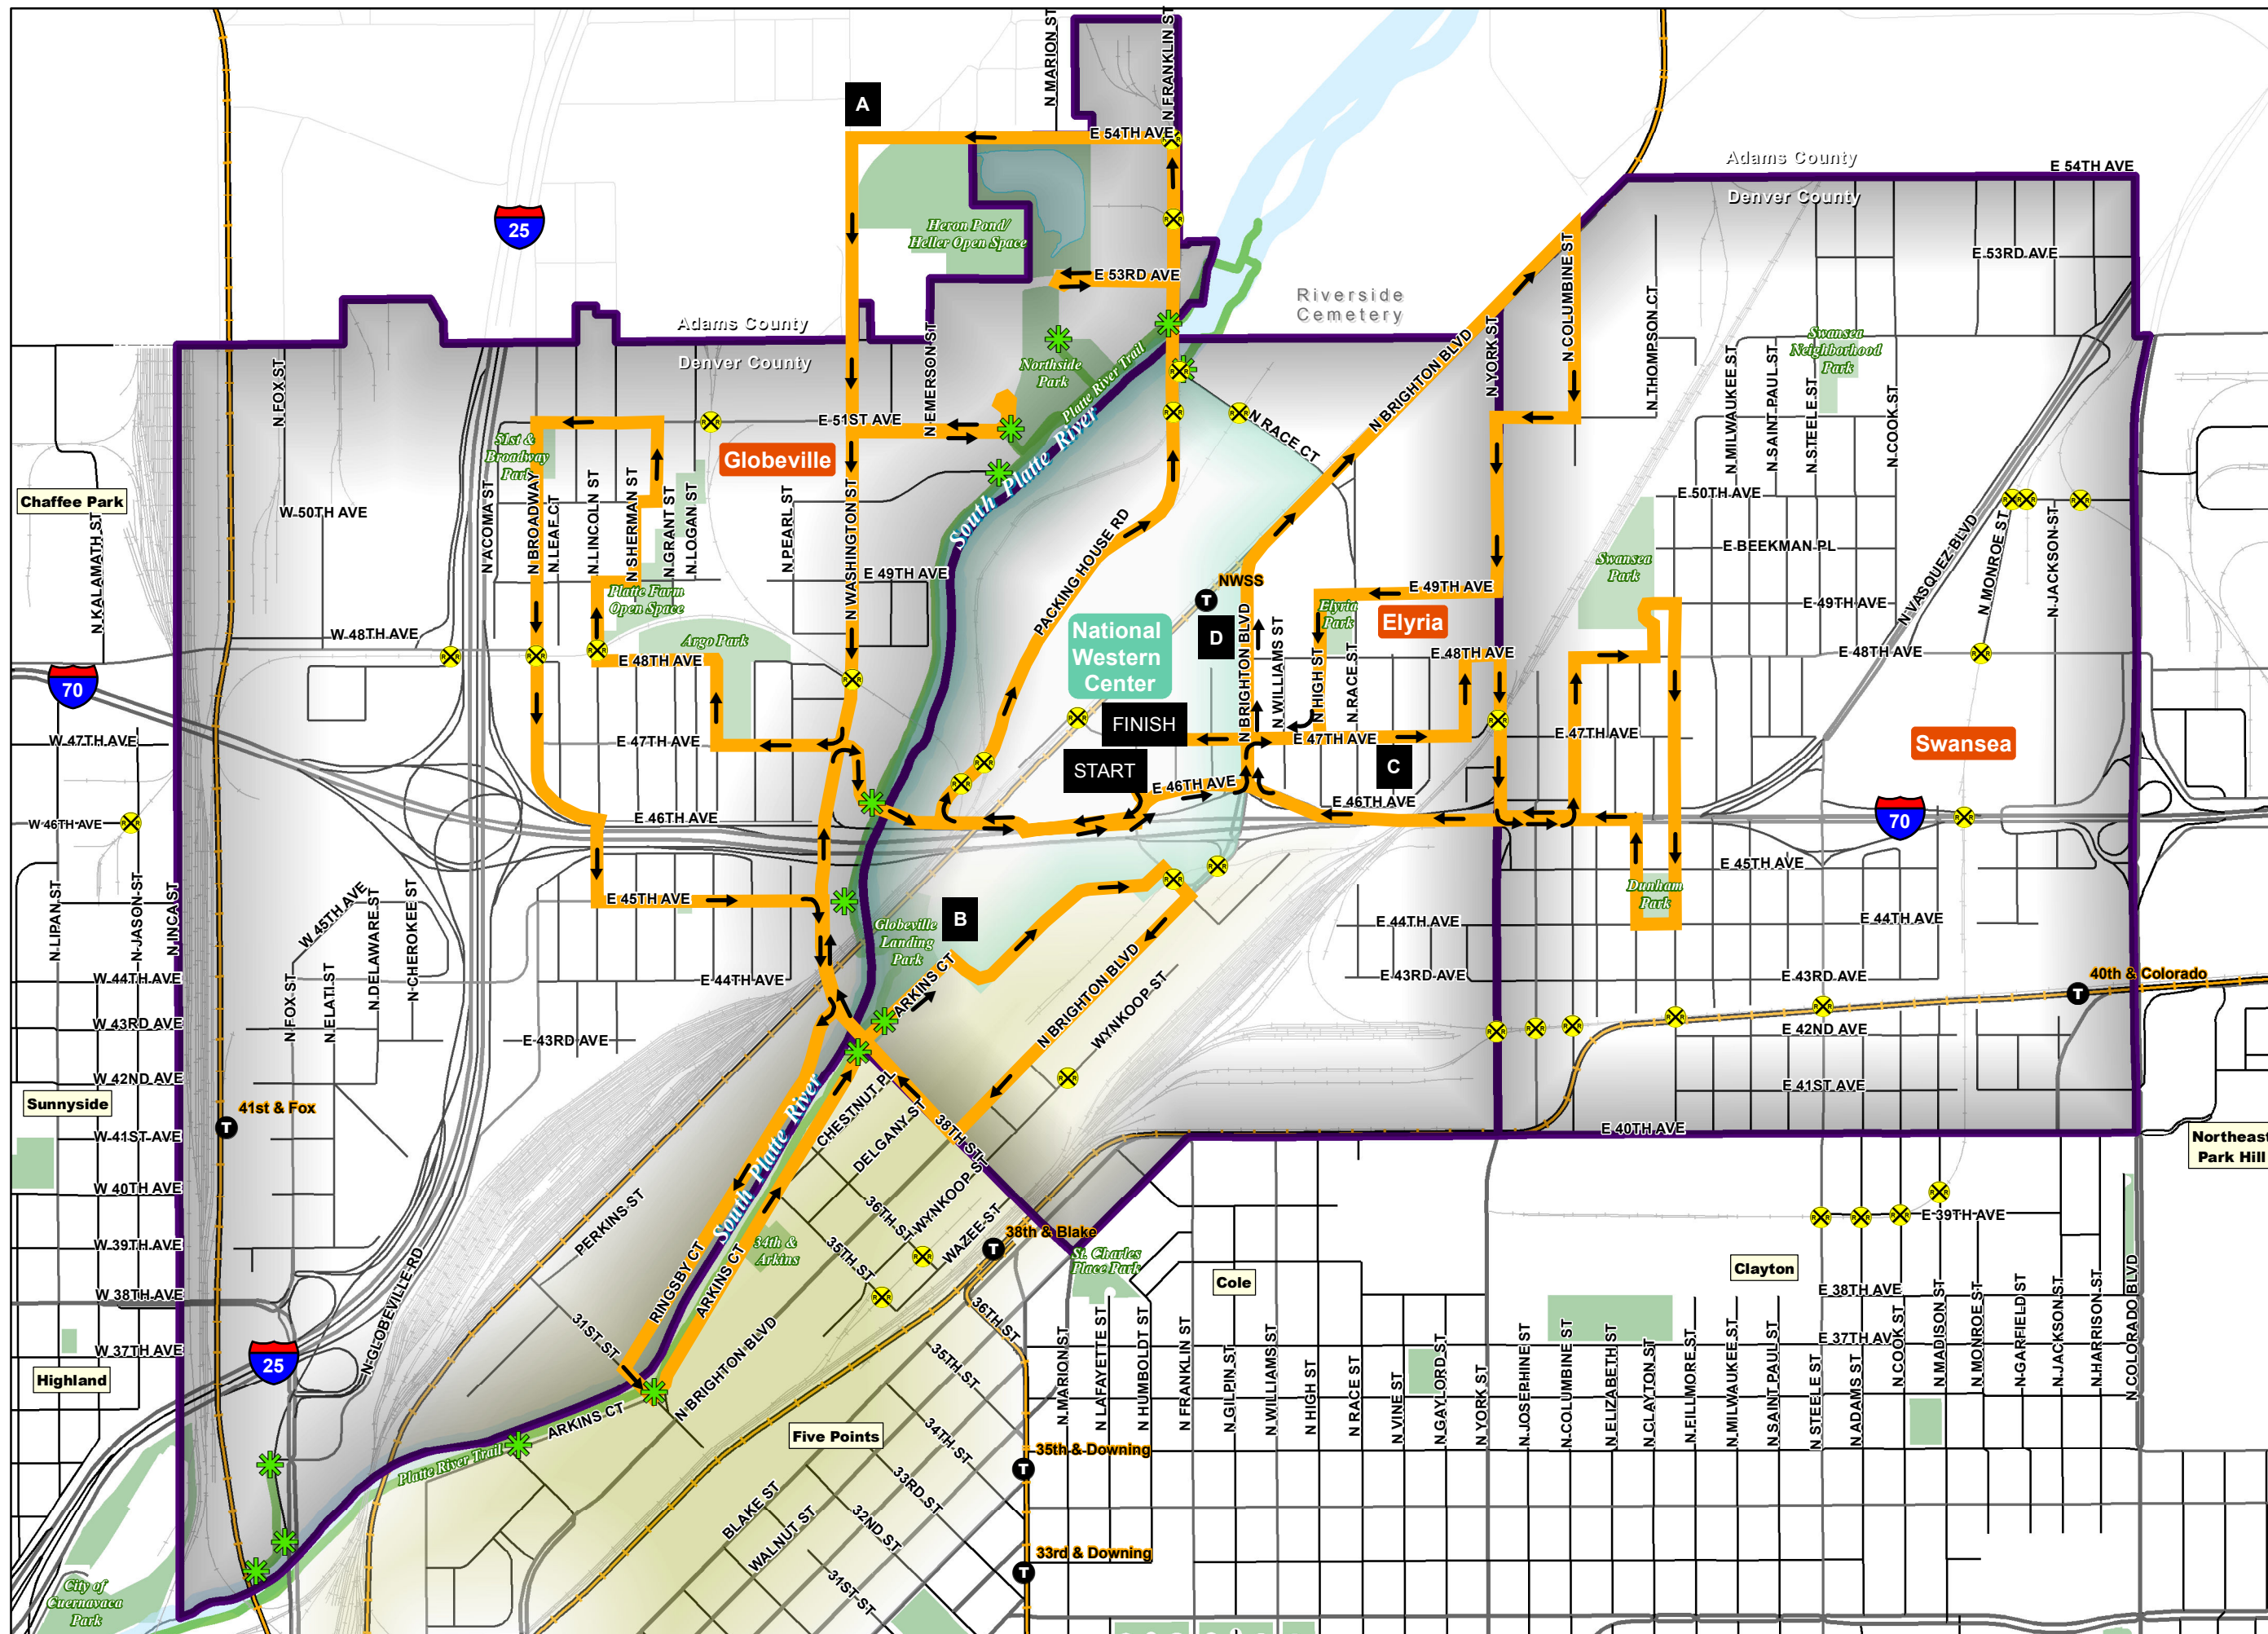 N MARION ST
N FRANKLIN ST
A
E 54TH AVE
Adams County
E 54TH AVE
Denver County
25
Heron Pond/
Heller Open Space
E 53RD AVE
E 53RD AVE
Riverside
Cemetery
N COLUMBINE ST
N THOMPSON CT
Adams County
Denver County
N FOX ST
N EMERSON ST
Northside
Park
Platte River Trail
N BRIGHTON BLVD
N YORK ST
Swansea
Neighborhood
Park
N MILWAUKEE ST
N SAINT PAUL ST
N STEELE ST
N COOK ST
E 51ST AVE
51st &
Broadway
Park
Globeville
South Platte River
N RACE CT
Chaffee Park
N KALAMATH ST
W 50TH AVE
N ACOMA ST
N BROADWAY
N LEAF CT
N LINCOLN ST
N SHERMAN ST
N GRANT ST
N LOGAN ST
N PEARL ST
N WASHINGTON ST
E 50TH AVE
E BEEKMAN PL
N VASQUEZ BLVD
N MONROE ST
N JACKSON ST
PACKING HOUSE RD
E 49TH AVE
Swansea
Park
NWSS
T
E 49TH AVE
E 49TH AVE
Platte Farm
Open Space
Argo Park
W 48TH AVE
E 48TH AVE
National
Western
Center
D
N BRIGHTON BLVD
N WILLIAMS ST
Elyria
Park
N HIGH ST
N RACE ST
Elyria
E 48TH AVE
E 48TH AVE
70
FINISH
START
W 47TH AVE
E 47TH AVE
E 47TH AVE
E 47TH AVE
Swansea
C
E 46TH AVE
E 46TH AVE
E 46TH AVE
W 46TH AVE
70
E 45TH AVE
N LIPAN ST
N JASON ST
N INCA ST
W 45TH AVE
N DELAWARE ST
N CHEROKEE ST
E 45TH AVE
Dunham
Park
B
Globeville
Landing
Park
E 44TH AVE
E 44TH AVE
W 44TH AVE
N FOX ST
N ELATI ST
E 44TH AVE
ARKINS CT
E 43RD AVE
E 43RD AVE
40th & Colorado
T
W 43RD AVE
E 43RD AVE
N BRIGHTON BLVD
WYNKOOP ST
E 42ND AVE
W 42ND AVE
E 41ST AVE
Sunnyside
41st & Fox
T
South Platte River
CHESTNUT PL
DELGANY ST
38TH ST
E 40TH AVE
W 41ST AVE
Northeast
Park Hill
W 40TH AVE
PERKINS ST
36TH ST
WYNKOOP ST
WAZEE ST
E 39TH AVE
W 39TH AVE
RINGSBY CT
ARKINS CT
34th &
Arkins
35TH ST
38th & Blake
T
St. Charles
Place Park
Cole
Clayton
N GLOBEVILLE RD
W 38TH AVE
E 38TH AVE
31ST ST
36TH ST
E 37TH AVE
W 37TH AVE
25
Highland
N BRIGHTON BLVD
35TH ST
N MARION ST
N LAFAYETTE ST
N HUMBOLDT ST
N FRANKLIN ST
N GILPIN ST
N WILLIAMS ST
N HIGH ST
N RACE ST
N VINE ST
N GAYLORD ST
N YORK ST
N JOSEPHINE ST
N COLUMBINE ST
N ELIZABETH ST
N CLAYTON ST
N FILLMORE ST
N MILWAUKEE ST
N SAINT PAUL ST
N STEELE ST
N ADAMS ST
N COOK ST
N MADISON ST
N MONROE ST
N GARFIELD ST
N JACKSON ST
N HARRISON ST
N COLORADO BLVD
ARKINS CT
Platte River Trail
Five Points
34TH ST
35th & Downing
T
33RD ST
BLAKE ST
WALNUT ST
32ND ST
31ST ST
33rd & Downing
T
City of
Cuernavaca
Park